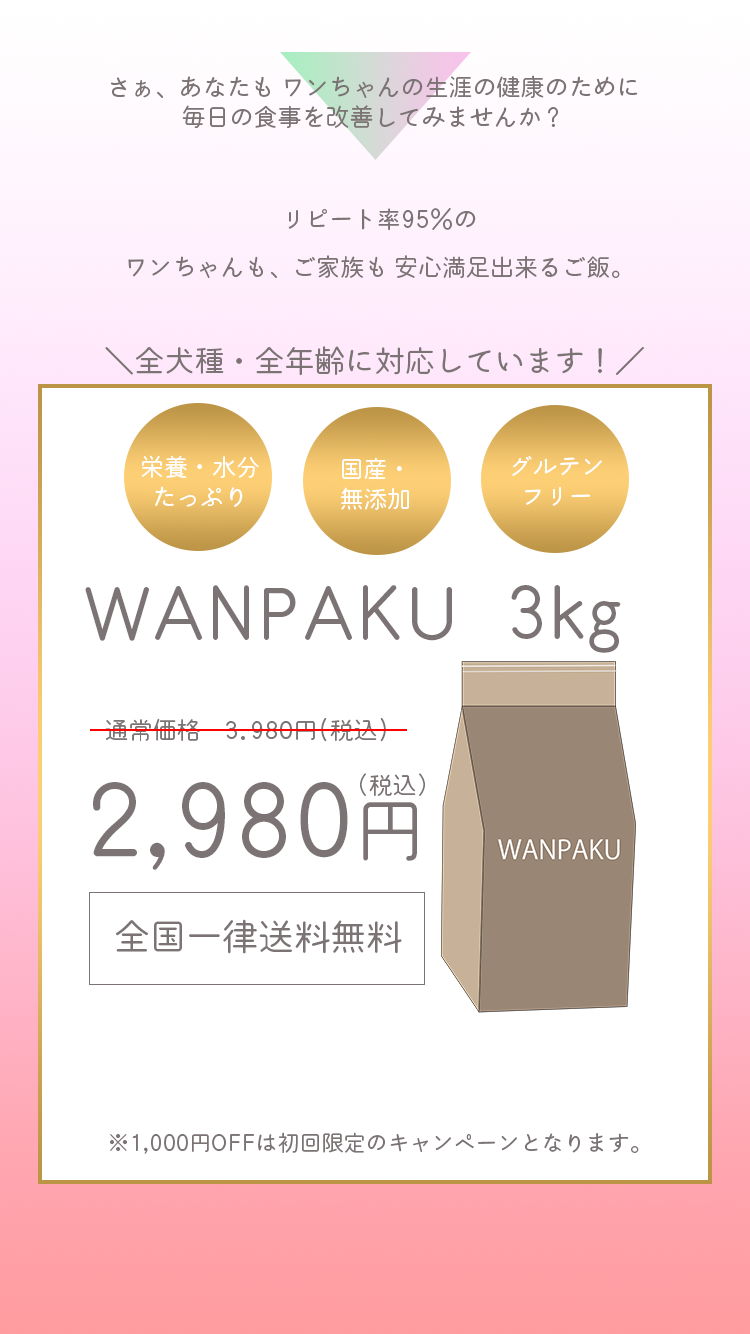 さぁ、あなたも ワンちゃんの生涯の健康のために
毎日の食事を改善してみませんか？
リピート率95%の
ワンちゃんも、ご家族も 安心満足出来るご飯。
＼全犬種・全年齢に対応しています！／
栄養・水分
たっぷり
国産・
無添加
グルテン
フリー
WANPAKU 3kg
通常価格 3.980円(税込)
2,980円(税込)
WANPAKU
全国一律送料無料
※1,000円OFFは初回限定のキャンペーンとなります。